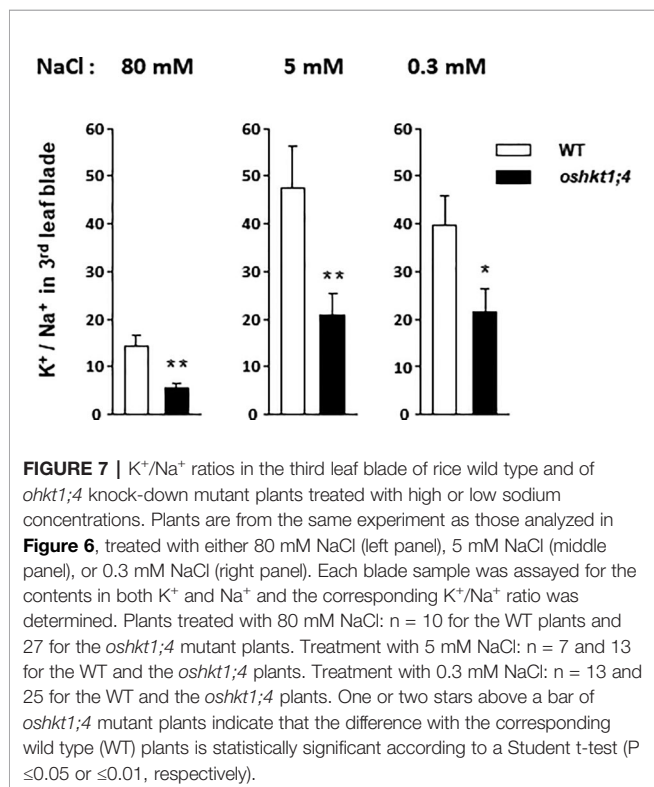 NaCl : 80 mM 5 mM 0.3 mM
K⁺ / Na⁺ in 3ʳᵈ leaf blade
60
50
40
30
20
10
0
**
60
50
40
30
20
10
0
**
60
50
40
30
20
10
0
*
WT
oshkt1;4
FIGURE 7 | K⁺/Na⁺ ratios in the third leaf blade of rice wild type and of
ohkt1;4 knock-down mutant plants treated with high or low sodium
concentrations. Plants are from the same experiment as those analyzed in
Figure 6, treated with either 80 mM NaCl (left panel), 5 mM NaCl (middle
panel), or 0.3 mM NaCl (right panel). Each blade sample was assayed for the
contents in both K⁺ and Na⁺ and the corresponding K⁺/Na⁺ ratio was
determined. Plants treated with 80 mM NaCl: n = 10 for the WT plants and
27 for the oshkt1;4 mutant plants. Treatment with 5 mM NaCl: n = 7 and 13
for the WT and the oshkt1;4 plants. Treatment with 0.3 mM NaCl: n = 13 and
25 for the WT and the oshkt1;4 plants. One or two stars above a bar of
oshkt1;4 mutant plants indicate that the difference with the corresponding
wild type (WT) plants is statistically significant according to a Student t-test (P
≤0.05 or ≤0.01, respectively).